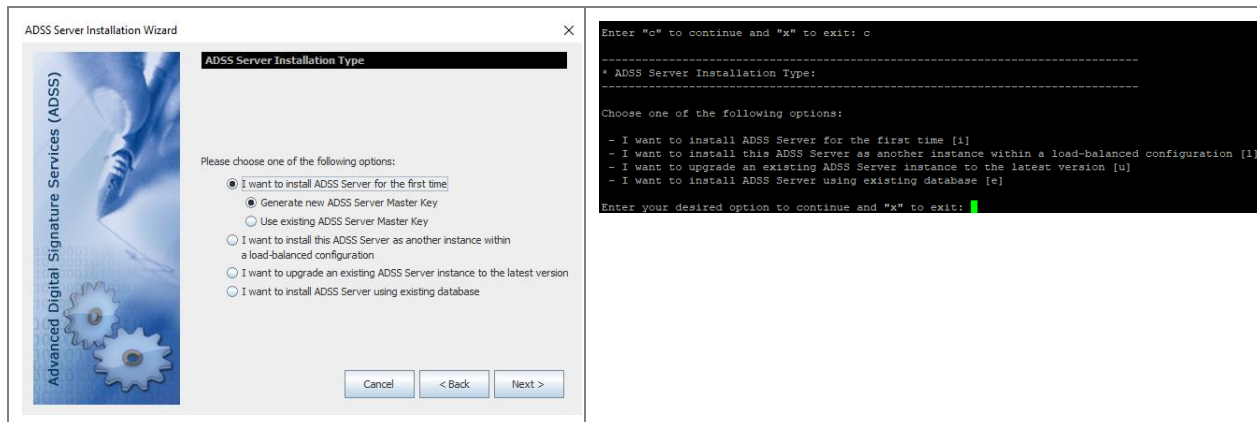 ADSS Server Installation Wizard
Advanced Digital Signature Services (ADSS)
ADSS Server Installation Type
Please choose one of the following options:
I want to install ADSS Server for the first time
Generate new ADSS Server Master Key
Use existing ADSS Server Master Key
I want to install this ADSS Server as another instance within
a load-balanced configuration
I want to upgrade an existing ADSS Server instance to the latest version
I want to install ADSS Server using existing database
Cancel
< Back
Next >
Enter "c" to continue and "x" to exit: c
--------------------------------------------------------------------------------
* ADSS Server Installation Type:
--------------------------------------------------------------------------------
Choose one of the following options:
- I want to install ADSS Server for the first time [i]
- I want to install this ADSS Server as another instance within a load-balanced configuration [l]
- I want to upgrade an existing ADSS Server instance to the latest version [u]
- I want to install ADSS Server using existing database [e]
Enter your desired option to continue and "x" to exit: